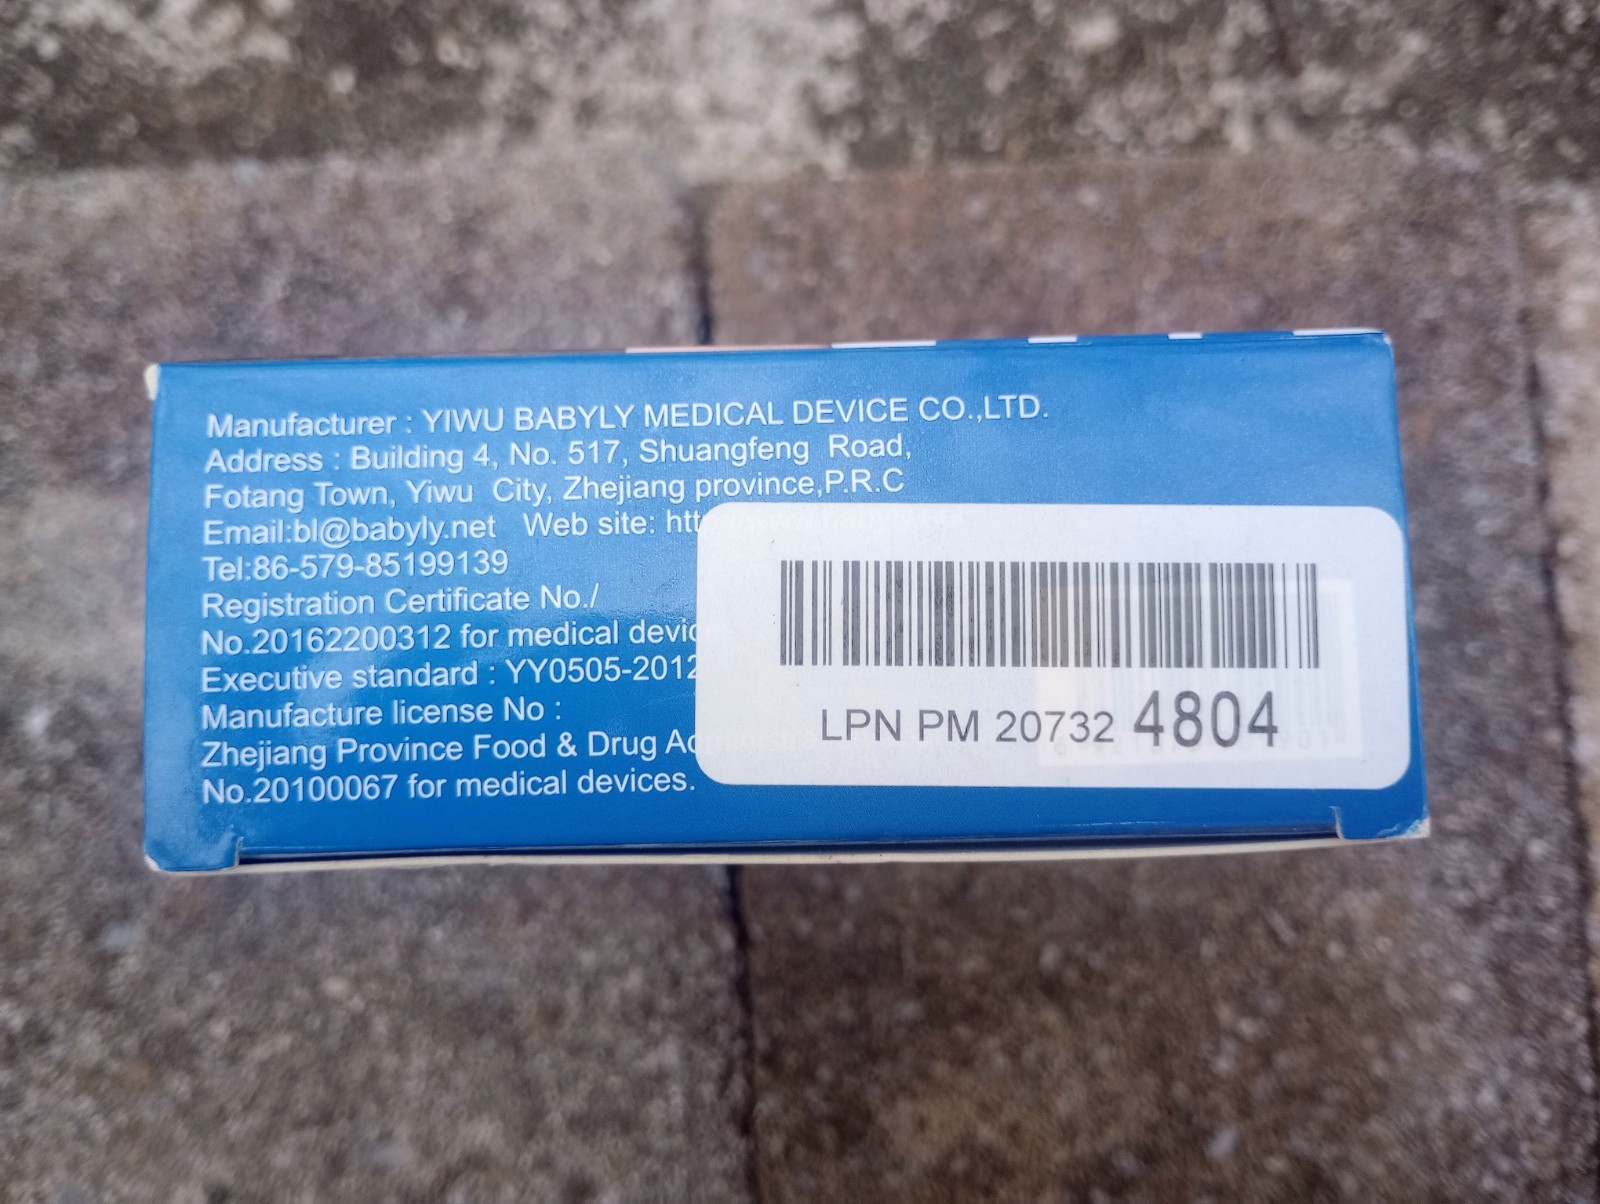 Manufacturer : YIWU BABYLY MEDICAL DEVICE CO.,LTD.
Address : Building 4, No. 517, Shuangfeng Road,
Fotang Town, Yiwu City, Zhejiang province,P.R.C
Email:bl@babyly.net Web site:
Tel:86-579-85199139
Registration Certificate No./
No.20162200312 for medical
Executive standard : YY0505-2012
Manufacture license No :
Zhejiang Province Food & Drug
No.20100067 for medical devices.
LPN PM 20732 4804